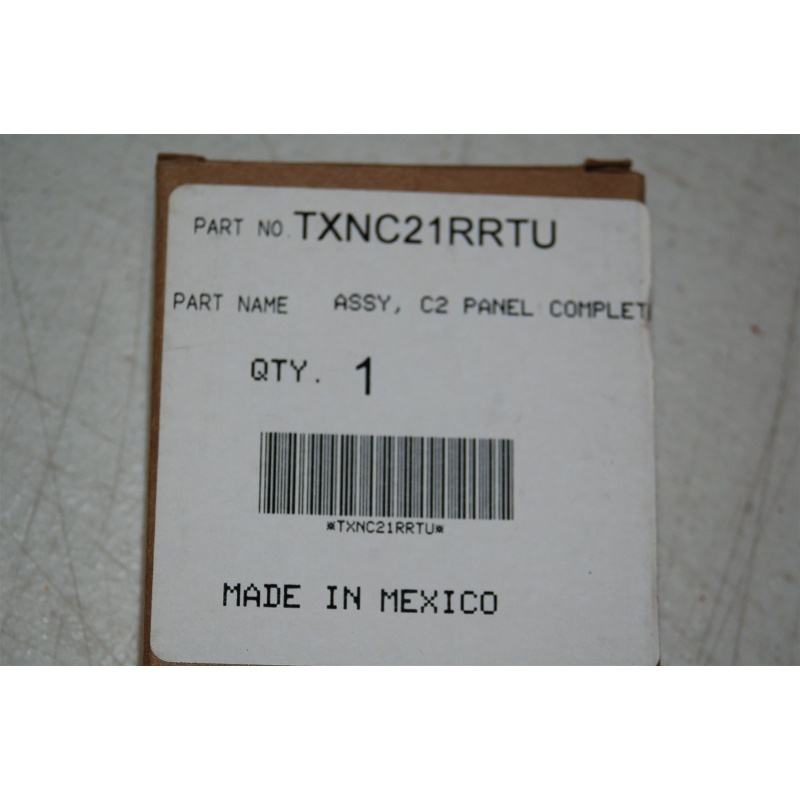 PART NO. TXNC21RRTU
PART NAME ASSY, C2 PANEL COMPLET
QTY. 1
*TXNC21RRTU*
MADE IN MEXICO